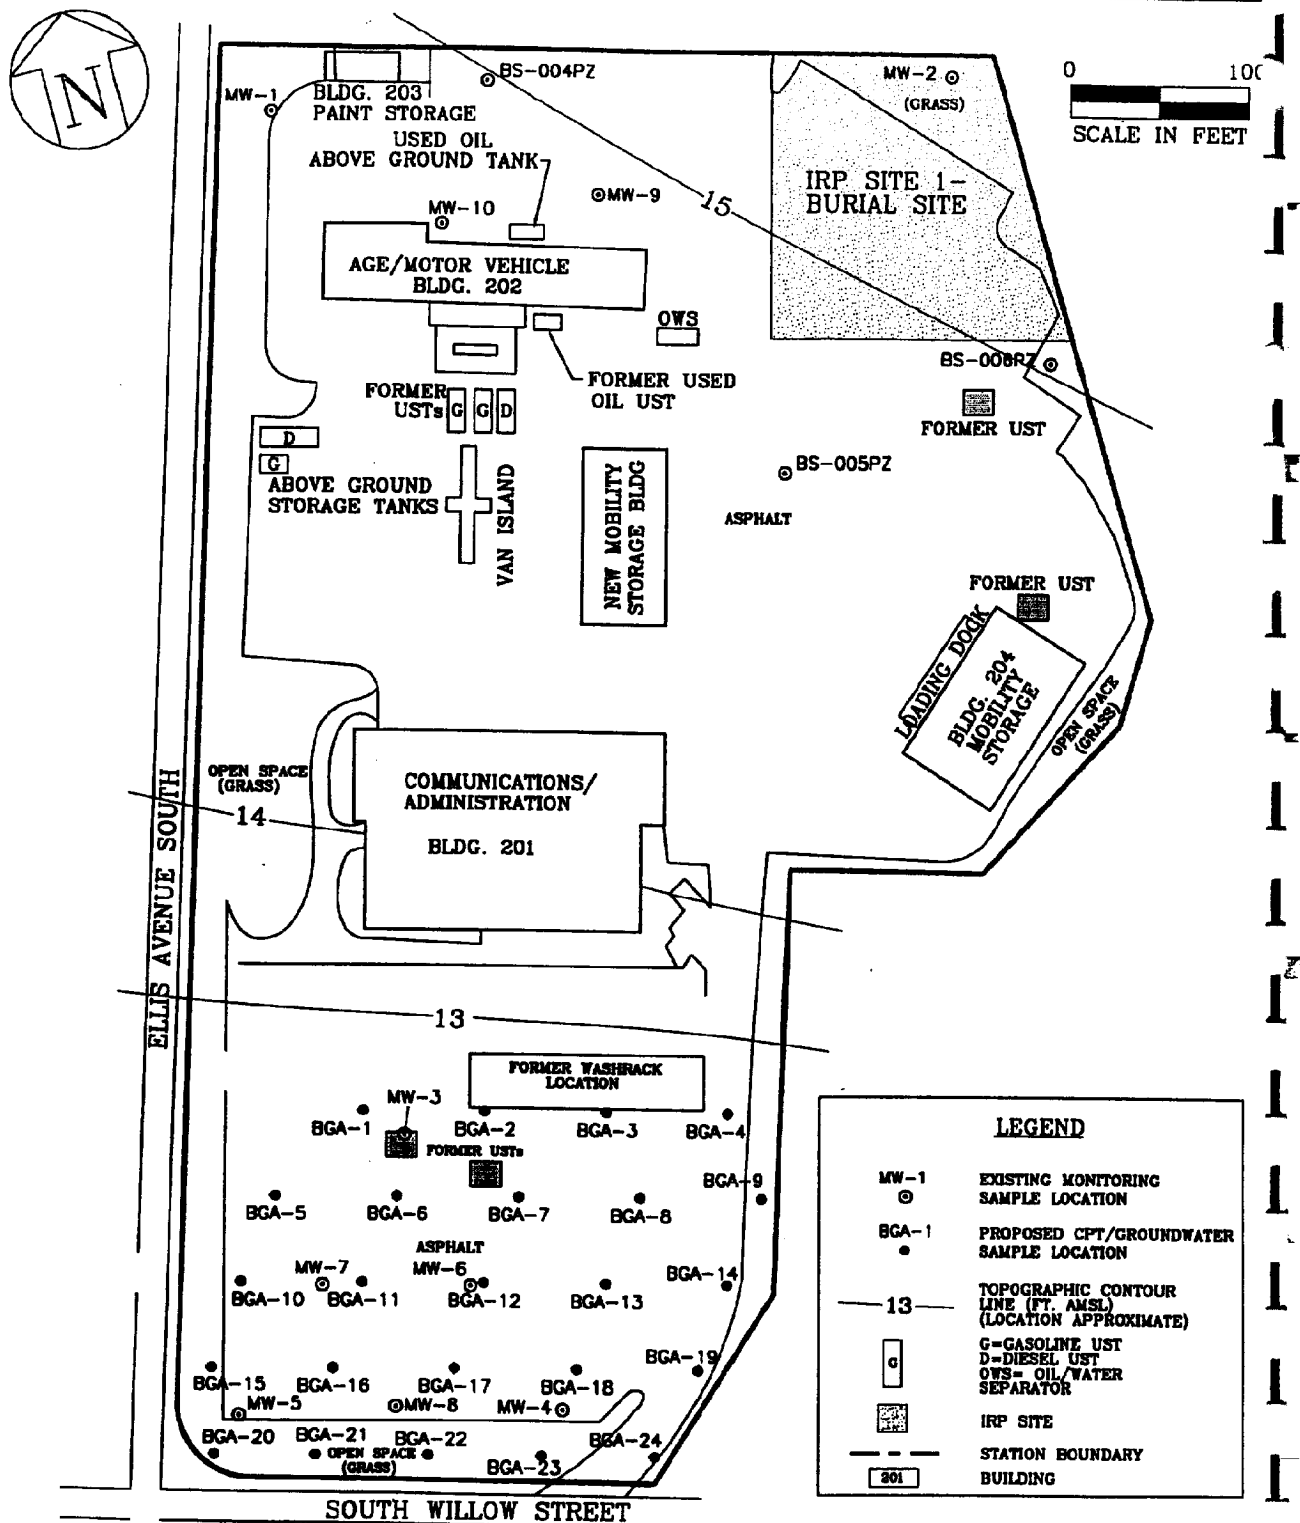 N
MW-1
BLDG. 203
PAINT STORAGE
BS-004PZ
MW-2
(GRASS)
0
SCALE IN FEET
USED OIL
ABOVE GROUND TANK
MW-9
MW-10
15
IRP SITE 1-
BURIAL SITE
AGE/MOTOR VEHICLE
BLDG. 202
OWS
FORMER USED
OIL UST
FORMER
USTs
G
G
D
D
G
ABOVE GROUND
STORAGE TANKS
VAN ISLAND
NEW MOBILITY
STORAGE BLDG
BS-006PZ
FORMER UST
BS-005PZ
ASPHALT
FORMER UST
LOADING DOCK
BLDG. 204
MOBILITY
STORAGE
OPEN SPACE
(GRASS)
OPEN SPACE
(GRASS)
14
COMMUNICATIONS/
ADMINISTRATION
BLDG. 201
ELLIS AVENUE SOUTH
13
FORMER WASHRACK
LOCATION
MW-3
BGA-1
BGA-2
BGA-3
BGA-4
FORMER USTs
BGA-5
BGA-6
BGA-7
BGA-8
BGA-9
ASPHALT
MW-7
MW-6
BGA-10
BGA-11
BGA-12
BGA-13
BGA-14
BGA-15
BGA-16
BGA-17
BGA-18
BGA-19
MW-5
MW-8
MW-4
BGA-20
BGA-21
BGA-22
BGA-23
BGA-24
OPEN SPACE
(GRASS)
SOUTH WILLOW STREET
LEGEND
MW-1
EXISTING MONITORING
SAMPLE LOCATION
BGA-1
PROPOSED CPT/GROUNDWATER
SAMPLE LOCATION
13
TOPOGRAPHIC CONTOUR
LINE (FT. AMSL)
(LOCATION APPROXIMATE)
G
G=GASOLINE UST
D=DIESEL UST
OWS= OIL/WATER
SEPARATOR
IRP SITE
STATION BOUNDARY
201
BUILDING